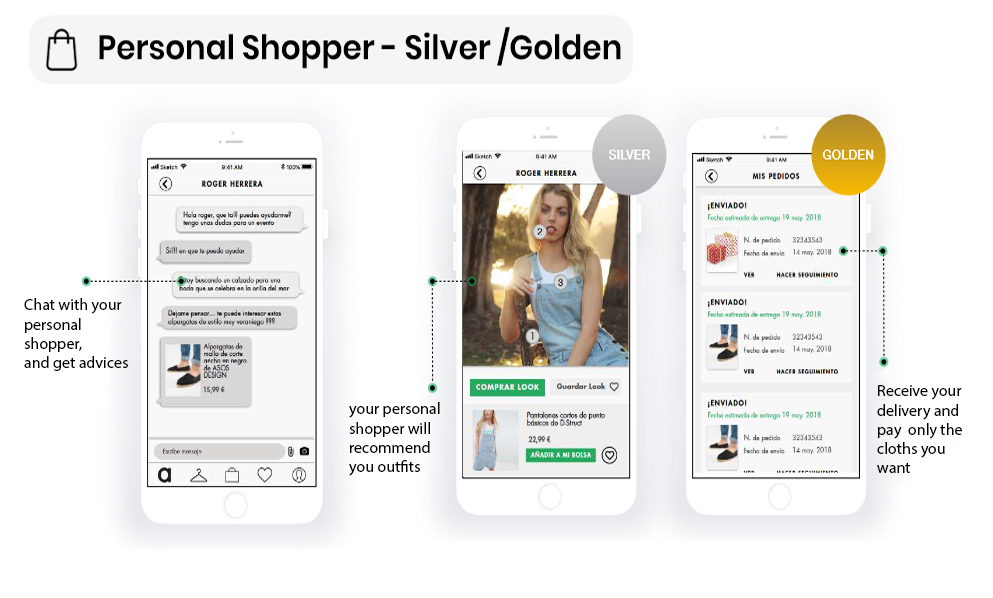 Personal Shopper - Silver /Golden
Sketch
9:41 AM
100%
ROGER HERRERA
Hola roger, que tal? puedes ayudarme?
tengo unas dudas para un evento
Si!!! en que te puedo ayudar
Estoy buscando un calzado para una
boda que se celebra en la orilla del mar
Dejame pensar... te puede interesar estas
alpargatas de estilo muy veraniego
Alpargatas de
malla de corte
ancho en negro
de ASOS
DESIGN
15,99 €
Escribe mensaje
a
Chat with your
personal
shopper,
and get advices
SILVER
Sketch
9:41 AM
ROGER HERRERA
2
3
1
COMPRAR LOOK
Guardar Look
Pantalones cortos de punto
básicos de D-Struct
22,99 €
AÑADIR A MI BOLSA
your personal
shopper will
recommend
you outfits
GOLDEN
Sketch
9:41 AM
MIS PEDIDOS
¡ENVIADO!
Fecha estimada de entrega 19 may. 2018
N. de pedido 32343543
Fecha de envío 14 may. 2018
VER HACER SEGUIMIENTO
¡ENVIADO!
Fecha estimada de entrega 19 may. 2018
N. de pedido 32343543
Fecha de envío 14 may. 2018
VER HACER SEGUIMIENTO
¡ENVIADO!
Fecha estimada de entrega 19 may. 2018
N. de pedido 32343543
Fecha de envío 14 may. 2018
VER HACER SEGUIMIENTO
Receive your
delivery and
pay only the
cloths you
want